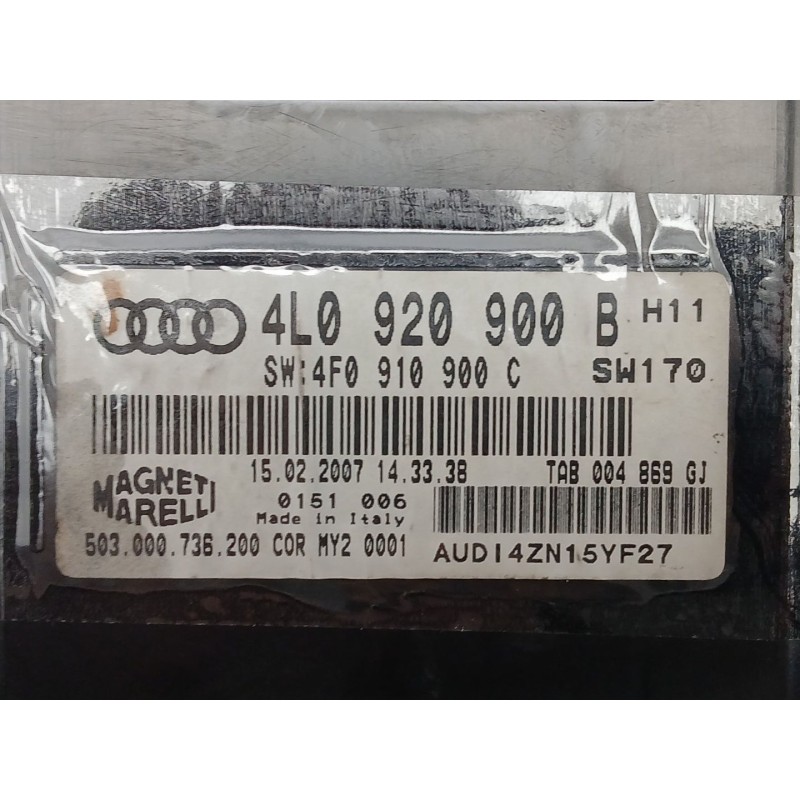 4L0 920 900 B H11
SW:4F0 910 900 C SW170
15.02.2007 14.33.38 TAB 004 869 GJ
MAGNETI MARELLI
0151 006
Made in Italy
503.000.736.200 COR MY2 0001
AUDI4ZN15YF27